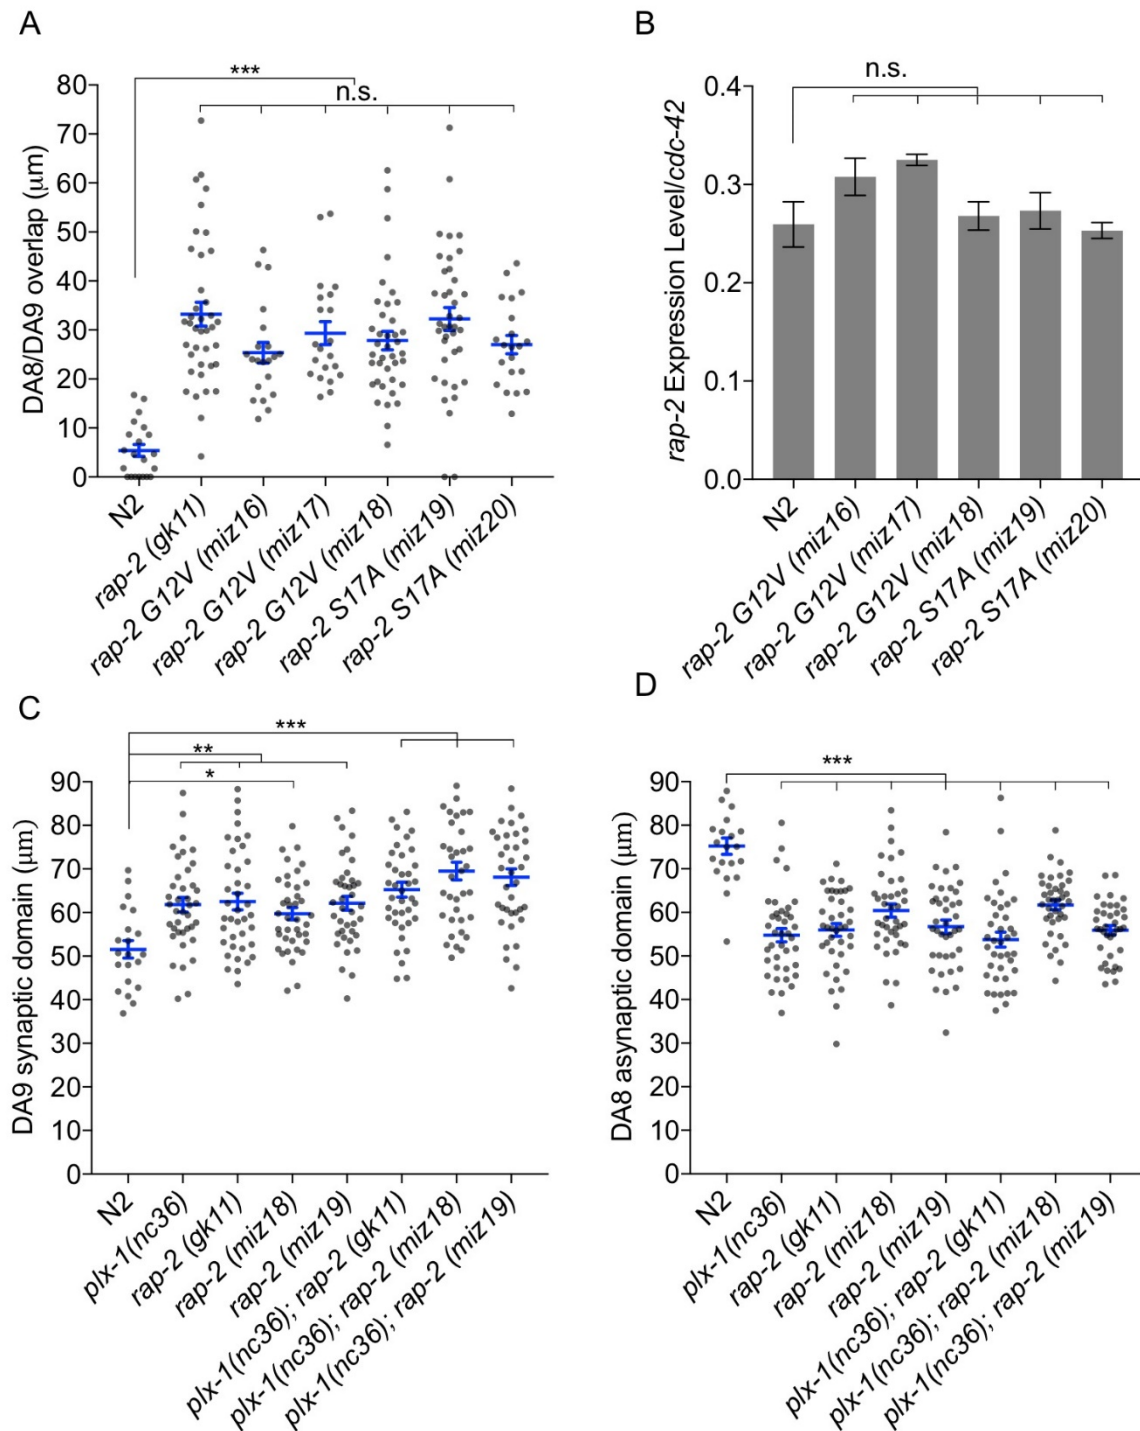 A
***
n.s.
DA8/DA9 overlap (μm)
80
70
60
50
40
30
20
10
0
N2
rap-2 (gk11)
rap-2 G12V (miz16)
rap-2 G12V (miz17)
rap-2 G12V (miz18)
rap-2 S17A (miz19)
rap-2 S17A (miz20)
B
n.s.
rap-2 Expression Level/cdc-42
0.4
0.3
0.2
0.1
0.0
N2
rap-2 G12V (miz16)
rap-2 G12V (miz17)
rap-2 G12V (miz18)
rap-2 S17A (miz19)
rap-2 S17A (miz20)
C
***
**
*
DA9 synaptic domain (μm)
90
80
70
60
50
40
30
20
10
0
N2
plx-1(nc36)
rap-2 (gk11)
rap-2 (miz18)
rap-2 (miz19)
plx-1(nc36); rap-2 (gk11)
plx-1(nc36); rap-2 (miz18)
plx-1(nc36); rap-2 (miz19)
D
***
DA8 asynaptic domain (μm)
90
80
70
60
50
40
30
20
10
0
N2
plx-1(nc36)
rap-2 (gk11)
rap-2 (miz18)
rap-2 (miz19)
plx-1(nc36); rap-2 (gk11)
plx-1(nc36); rap-2 (miz18)
plx-1(nc36); rap-2 (miz19)